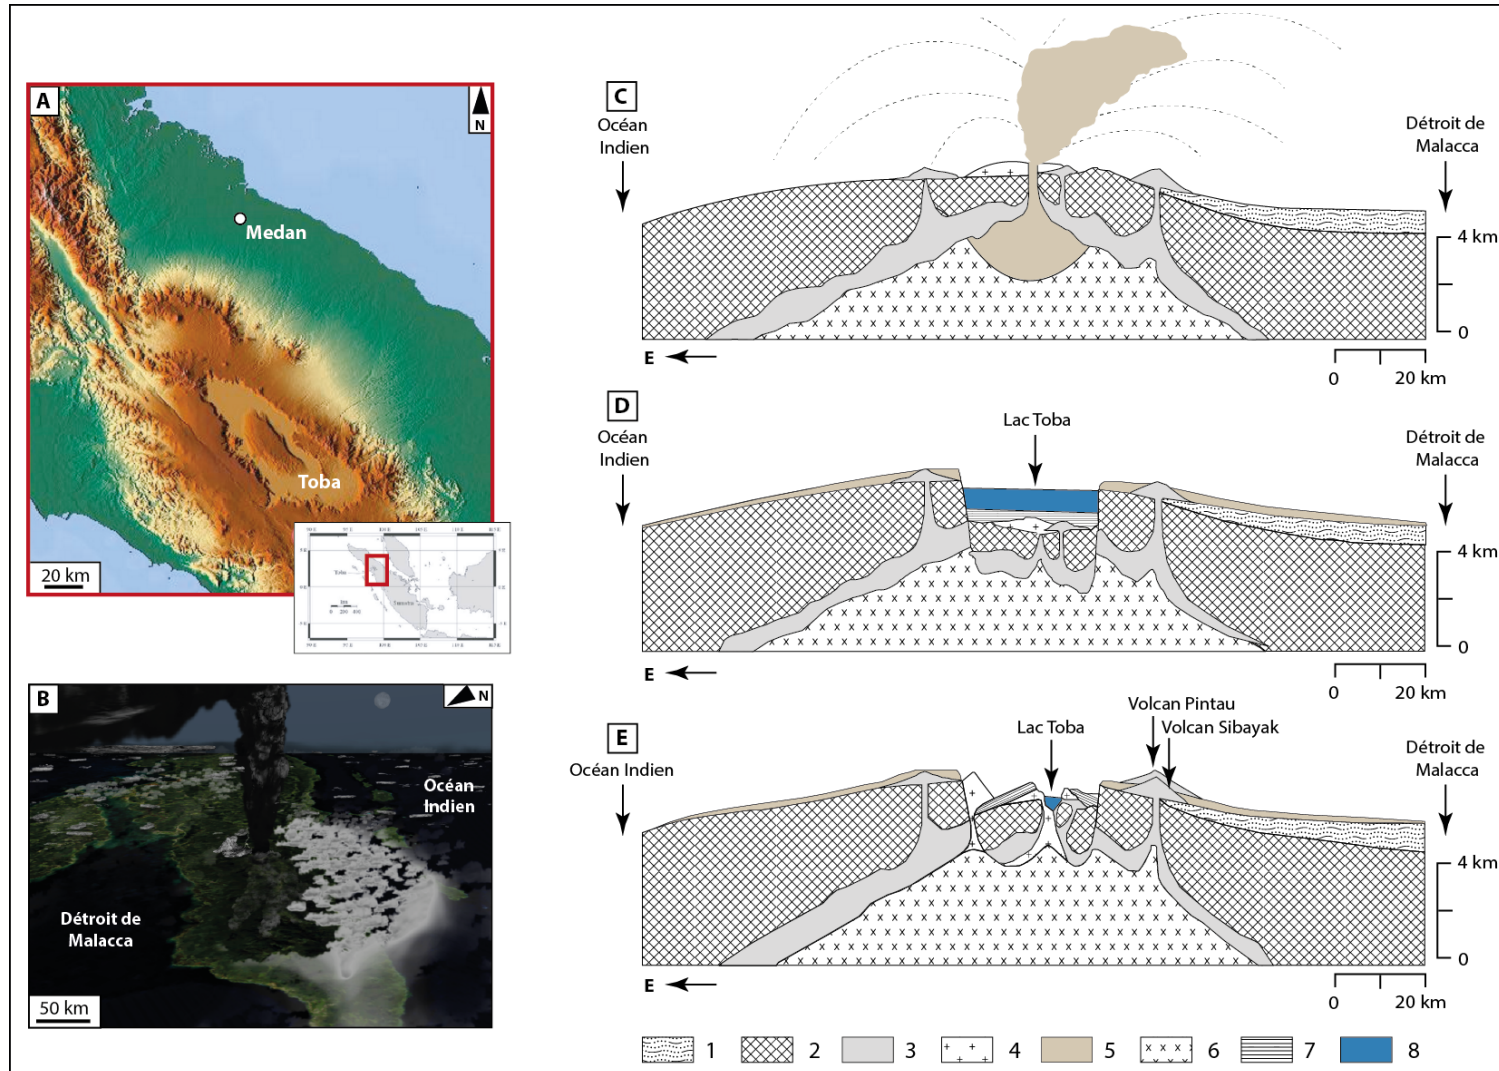 A
N
Medan
Toba
20 km
B
N
Océan
Indien
Détroit de
Malacca
50 km
C
Océan
Indien
Détroit de
Malacca
4 km
0
E
0 20 km
D
Lac Toba
Océan
Indien
Détroit de
Malacca
4 km
0
E
0 20 km
E
Volcan Pintau
Volcan Sibayak
Lac Toba
Océan Indien
Détroit de
Malacca
4 km
0
E
0 20 km
1 2 3 4 5 6 7 8